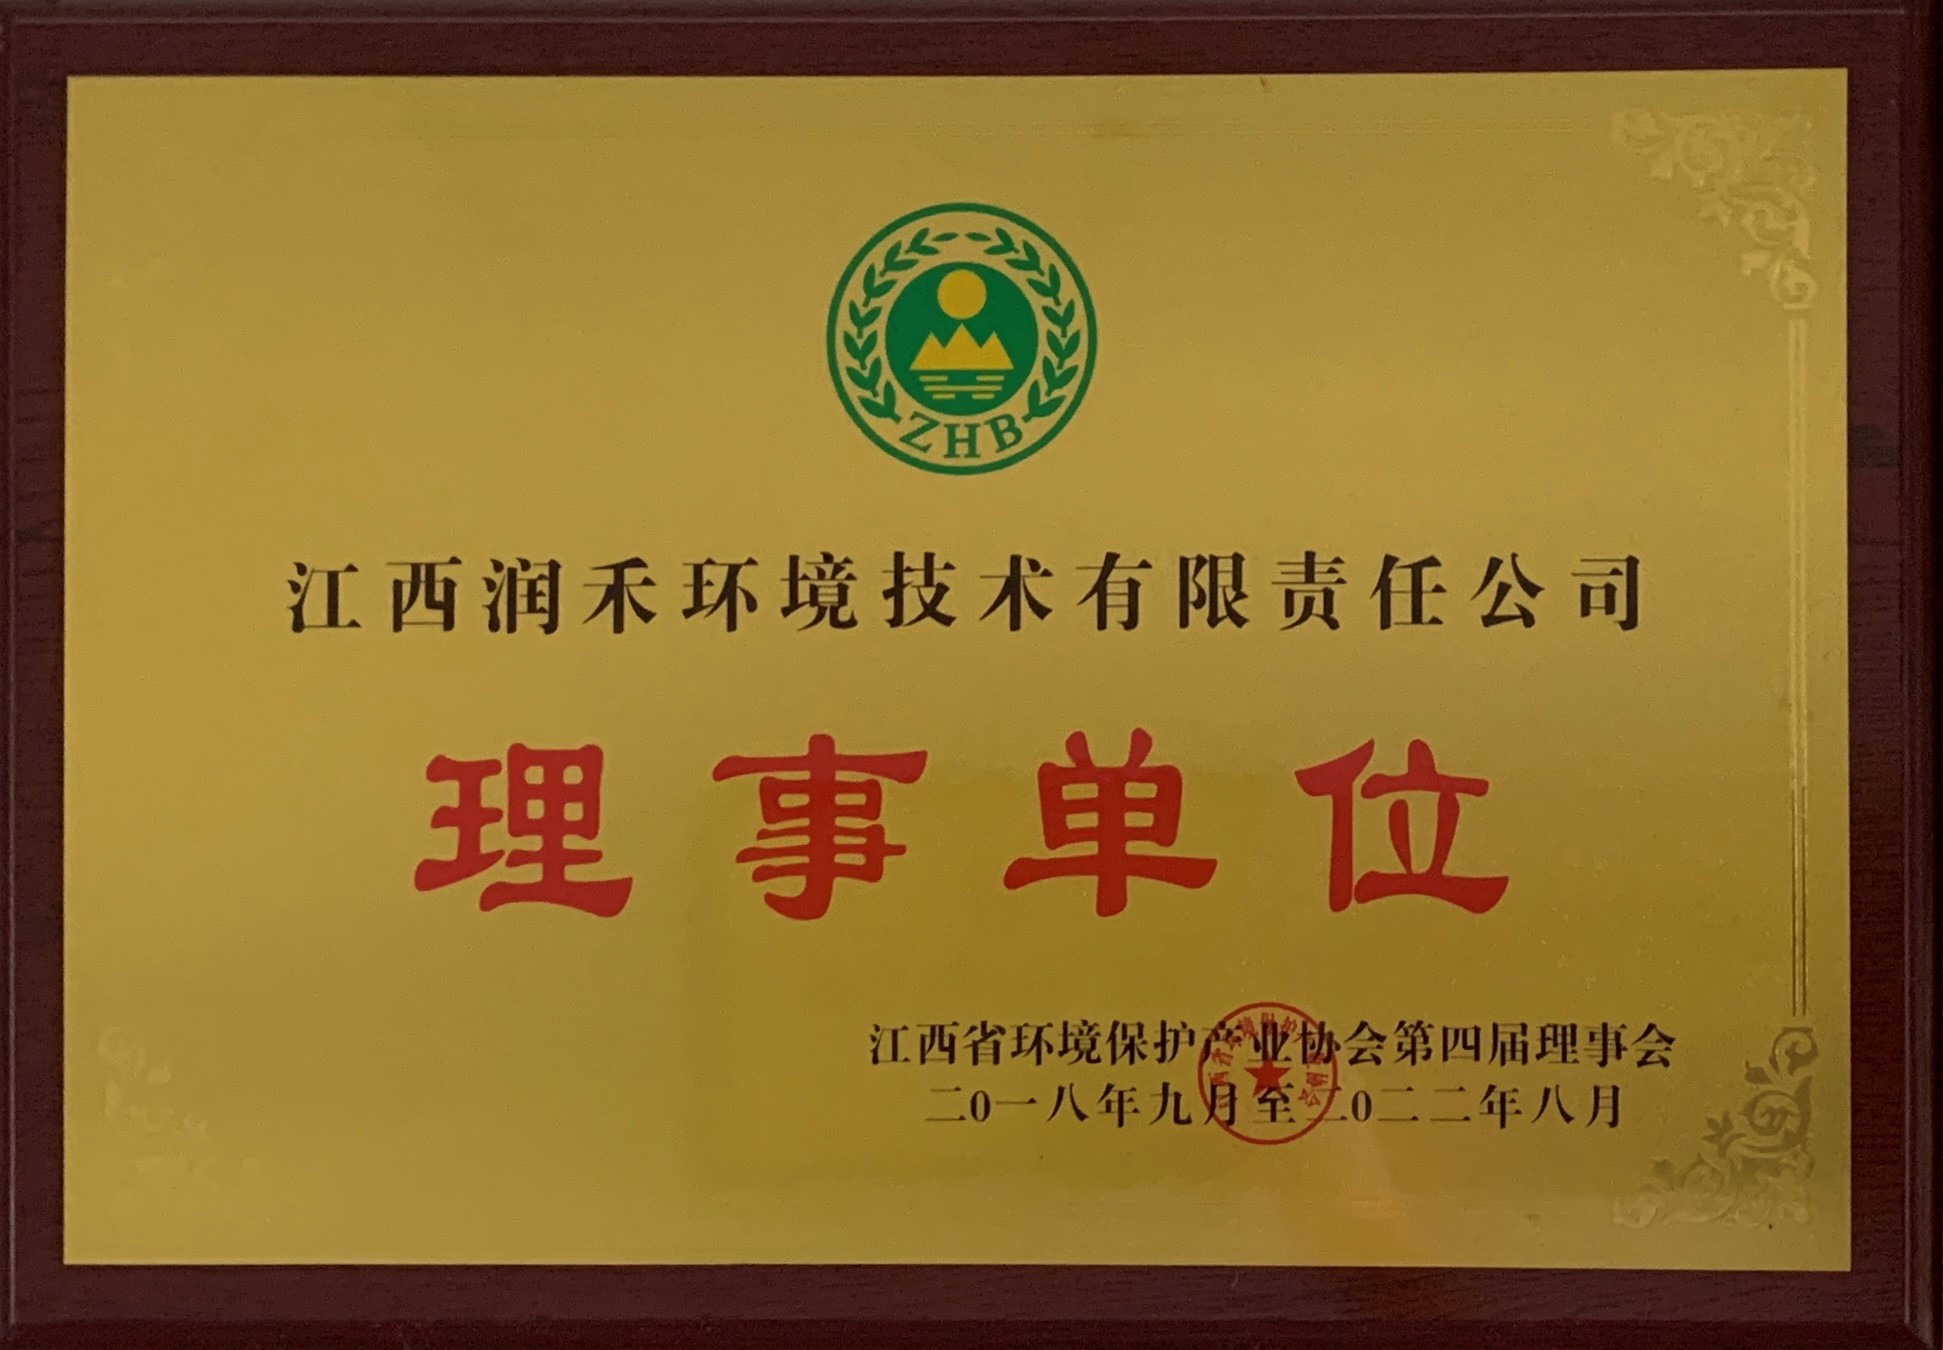 ZHB
江西润禾环境技术有限责任公司
理事单位
江西省环境保护产业协会第四届理事会
二0一八年九月至二0二二年八月